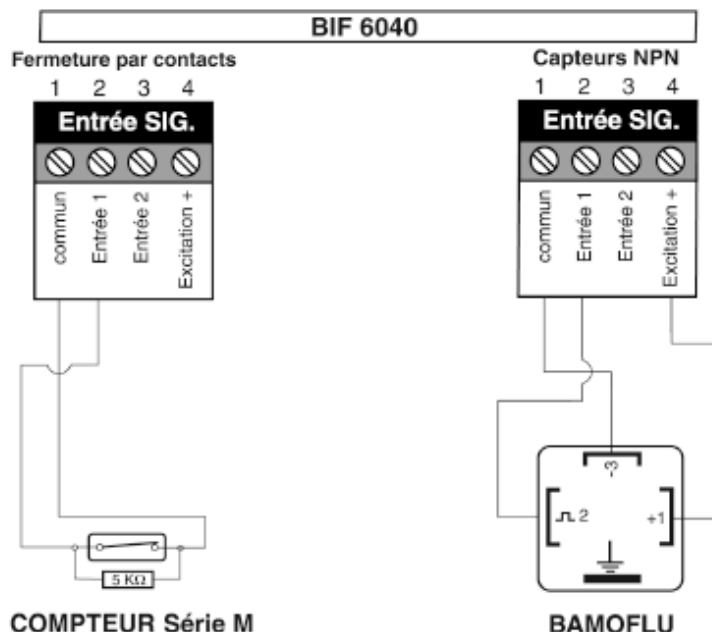 BIF 6040
Fermeture par contacts
1 2 3 4
Entrée SIG.
commun
Entrée 1
Entrée 2
Excitation +
5 KΩ
COMPTEUR Série M
Capteurs NPN
1 2 3 4
Entrée SIG.
commun
Entrée 1
Entrée 2
Excitation +
-3
2
+1
BAMOFLU